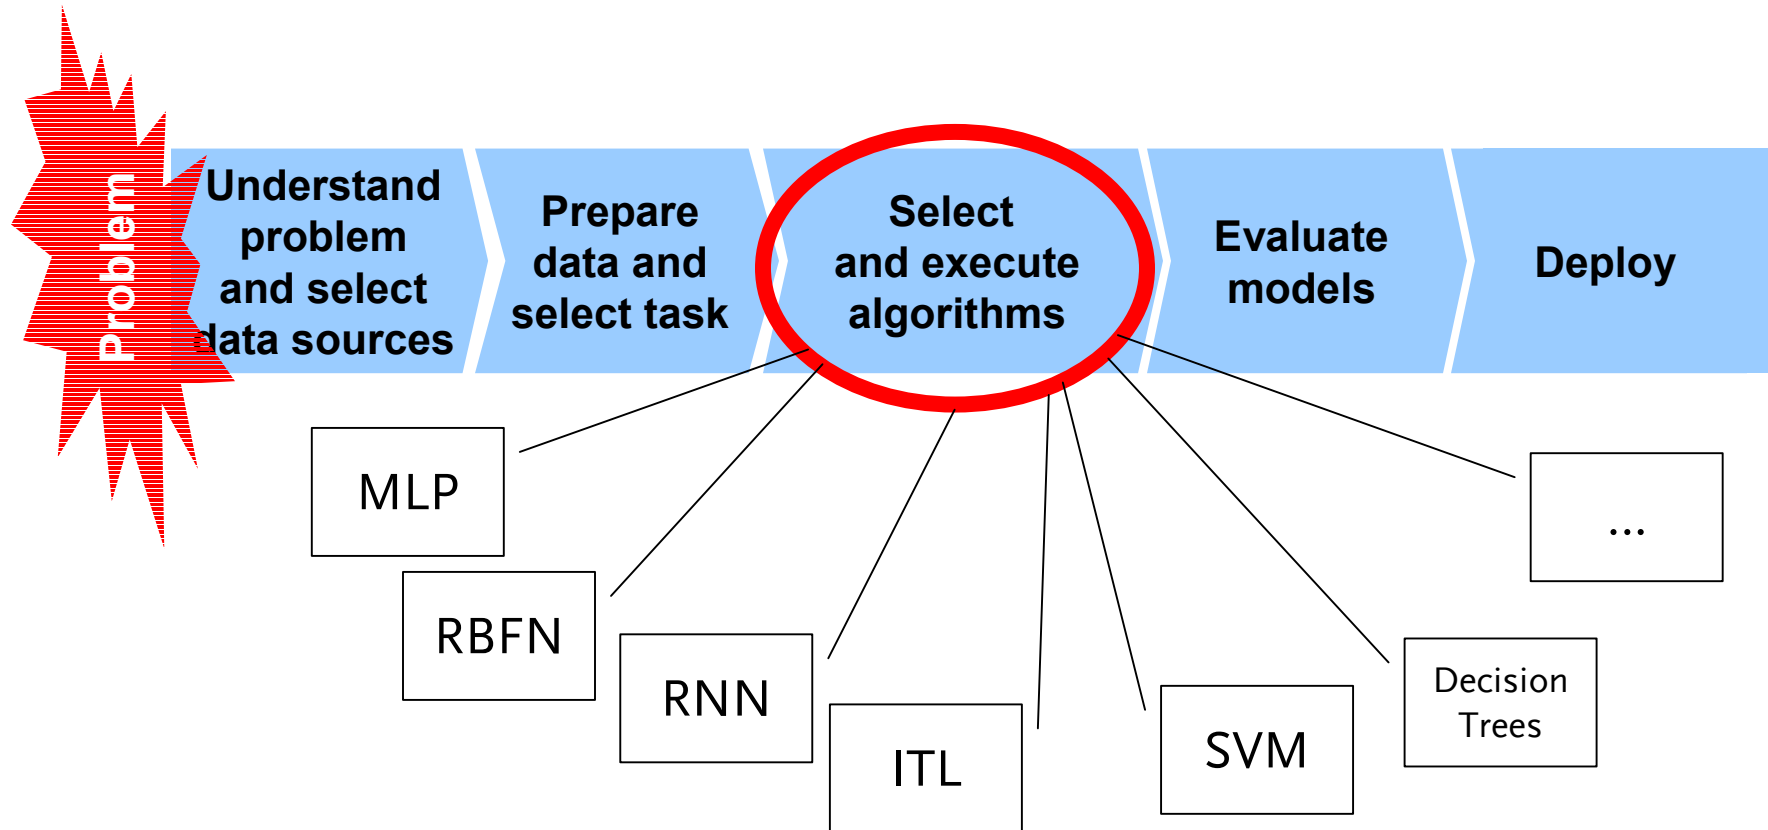 Problem
Understand
problem
and select
data sources
Prepare
data and
select task
Select
and execute
algorithms
Evaluate
models
Deploy
MLP
RBFN
RNN
ITL
SVM
Decision
Trees
...